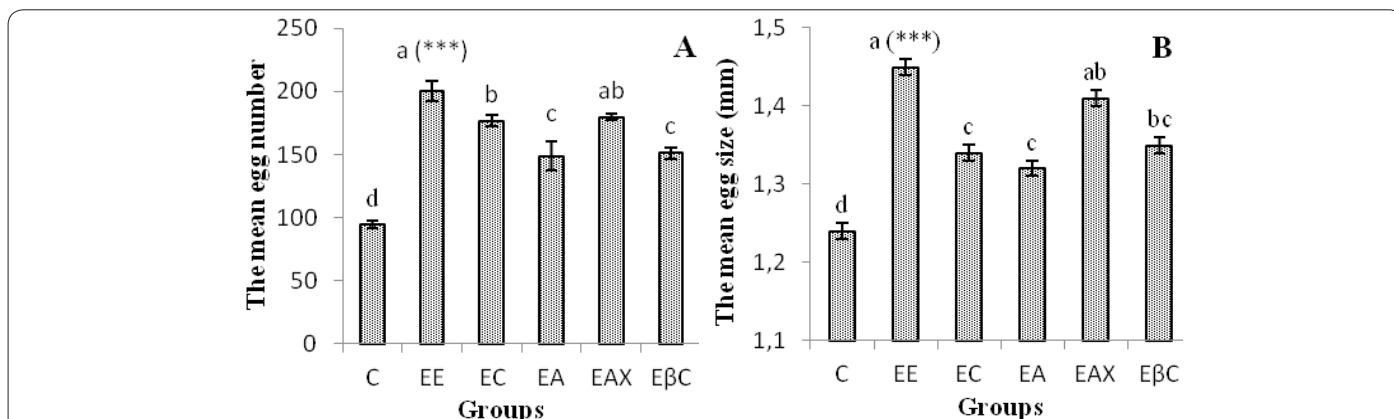 A
The mean egg number
250
200
150
100
50
0
d
a (***)
b
c
ab
c
C EE EC EA EAX EβC
Groups
B
The mean egg size (mm)
1,5
1,4
1,3
1,2
1,1
d
a (***)
c
c
ab
bc
C EE EC EA EAX EβC
Groups